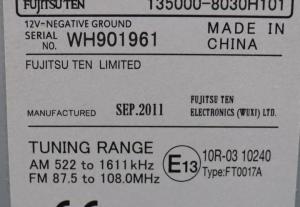 FUJITSU TEN 135000-8030H101
12V-NEGATIVE GROUND
SERIAL NO. WH901961
MADE IN CHINA
FUJITSU TEN LIMITED
MANUFACTURED SEP.2011
FUJITSU TEN
ELECTRONICS (WUXI) LTD.
TUNING RANGE
AM 522 to 1611kHz
FM 87.5 to 108.0MHz
E13
10R-03 10240
Type:FT0017A
CE